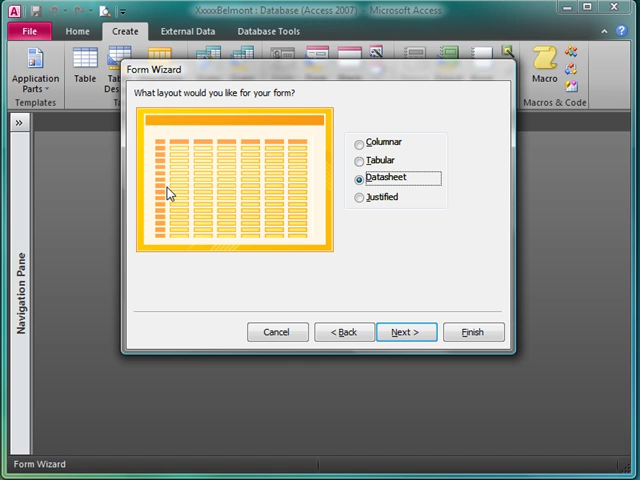 XxxxxBelmont : Database (Access 2007) - Microsoft Access
File Home Create External Data Database Tools
Application Parts
Table
Table
Macro
Templates
Macros & Code
Form Wizard
What layout would you like for your form?
Columnar
Tabular
Datasheet
Justified
Navigation Pane
Cancel < Back Next > Finish
Form Wizard